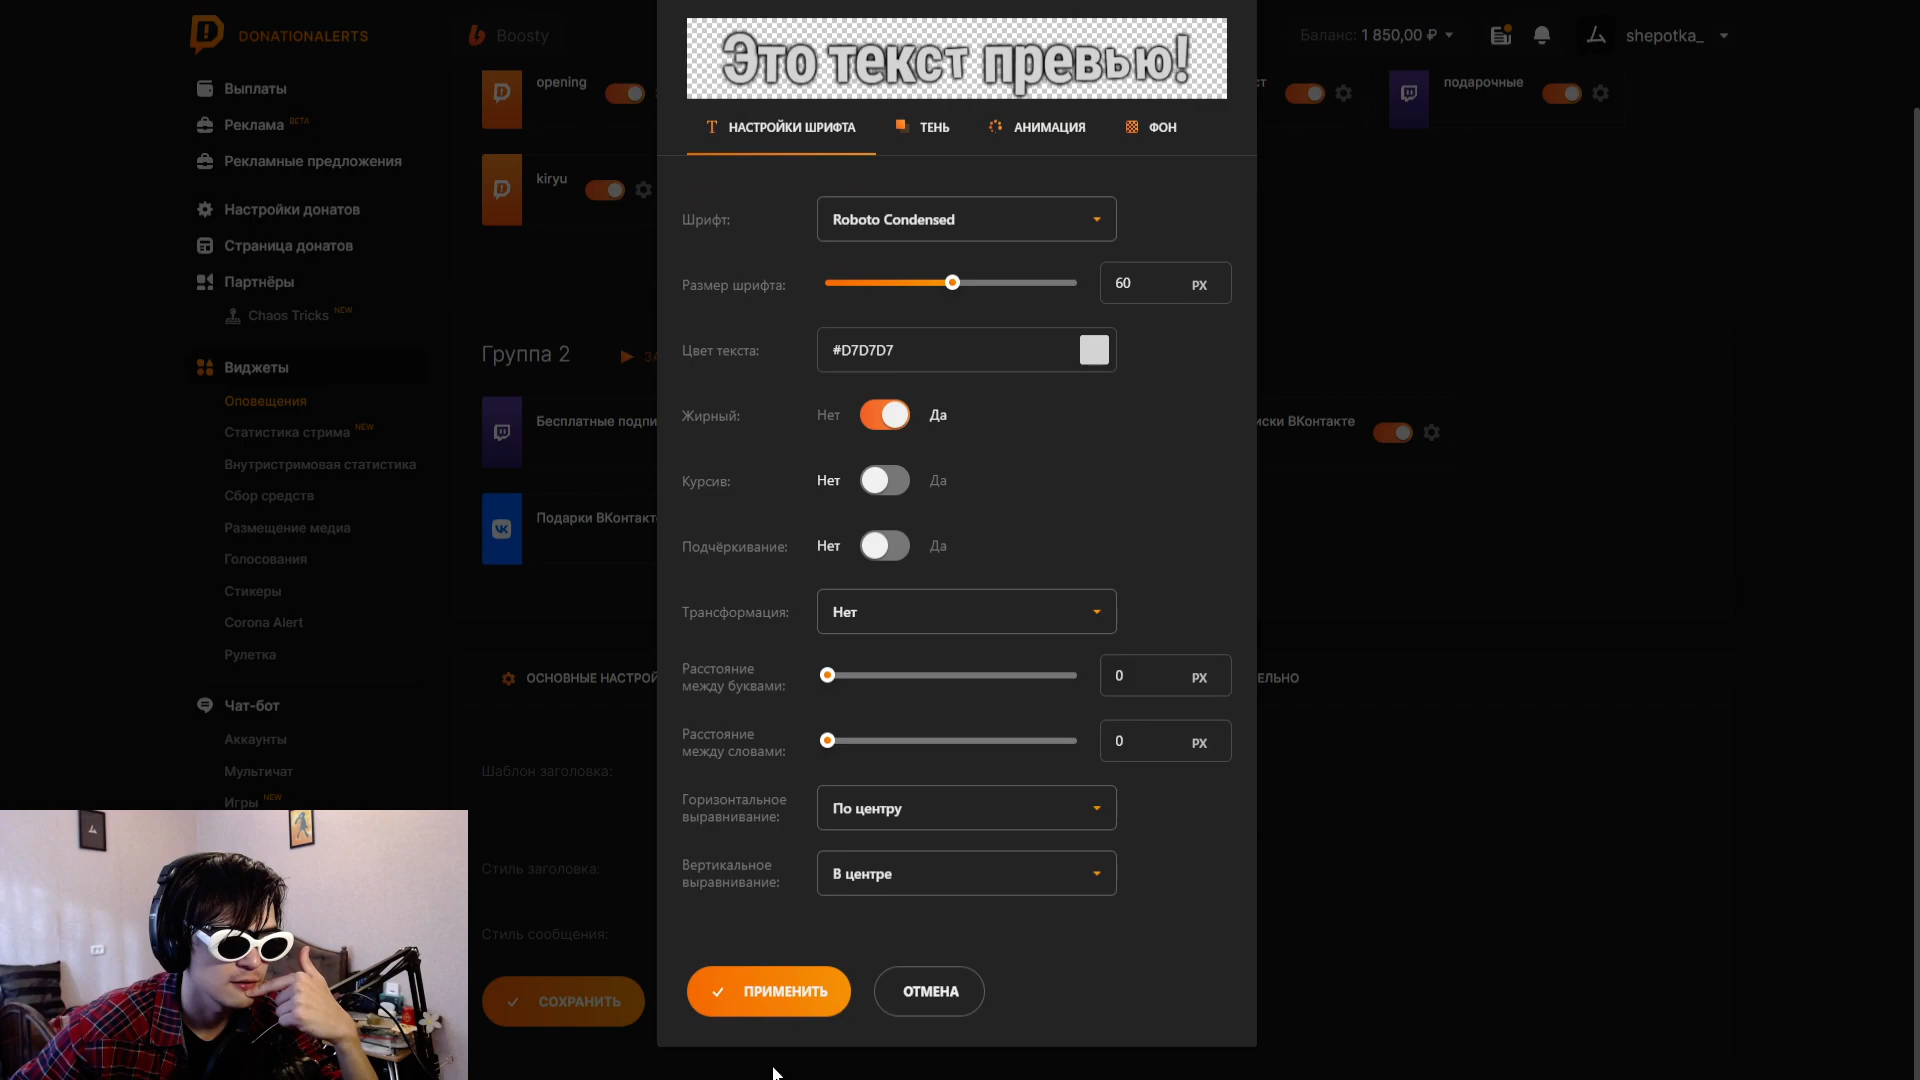 DONATIONALERTS
Boosty
Баланс: 1 850,00 ₽
shepotka_
Выплаты
Реклама BETA
Рекламные предложения
Настройки донатов
Страница донатов
Партнёры
Chaos Tricks NEW
Виджеты
Оповещения
Статистика стрима NEW
Внутристримовая статистика
Сбор средств
Размещение медиа
Голосования
Стикеры
Corona Alert
Рулетка
Чат-бот
Аккаунты
Мультичат
Игры NEW
opening
kiryu
подарочные
Группа 2
Бесплатные
Подарки ВКонтакте
ВКонтакте
ОСНОВНЫЕ
Шаблон заголовка:
Стиль заголовка:
Стиль сообщения:
СОХРАНИТЬ
Это текст превью!
НАСТРОЙКИ ШРИФТА
ТЕНЬ
АНИМАЦИЯ
ФОН
Шрифт: Roboto Condensed
Размер шрифта: 60 PX
Цвет текста: #D7D7D7
Жирный: Нет Да
Курсив: Нет Да
Подчёркивание: Нет Да
Трансформация: Нет
Расстояние
между буквами: 0 PX
Расстояние
между словами: 0 PX
Горизонтальное
выравнивание: По центру
Вертикальное
выравнивание: В центре
ПРИМЕНИТЬ
ОТМЕНА